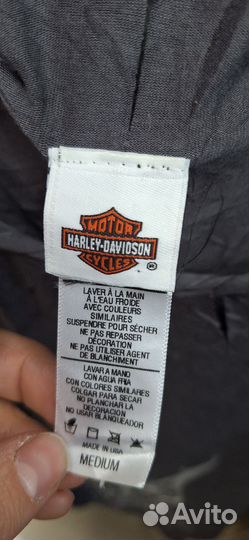 MOTOR
HARLEY-DAVIDSON
CYCLES
®
LAVER À LA MAIN
À L'EAU FROIDE
AVEC COULEURS
SIMILAIRES
SUSPENDRE POUR SÉCHER
NE PAS REPASSER
DÉCORATION
NE PAS UTILISER AGENT
DE BLANCHIMENT
LAVAR A MANO
CON AGUA FRIA
CON COLORES SIMILARES
COLGAR PARA SECAR
NO PLANCHAR LA
DECORACION
NO USAR BLANQUEADOR
MADE IN USA
MEDIUM
Avito